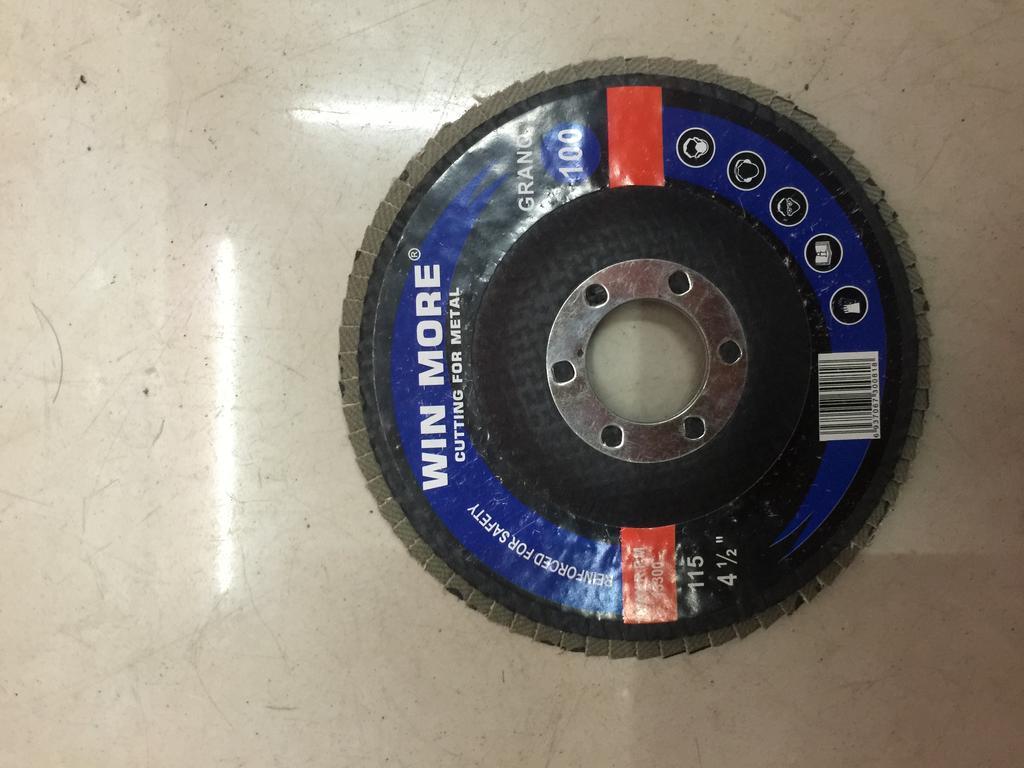 WIN MORE®
CUTTING FOR METAL
GRANO
100
REINFORCED FOR SAFETY
115
4 ½ "